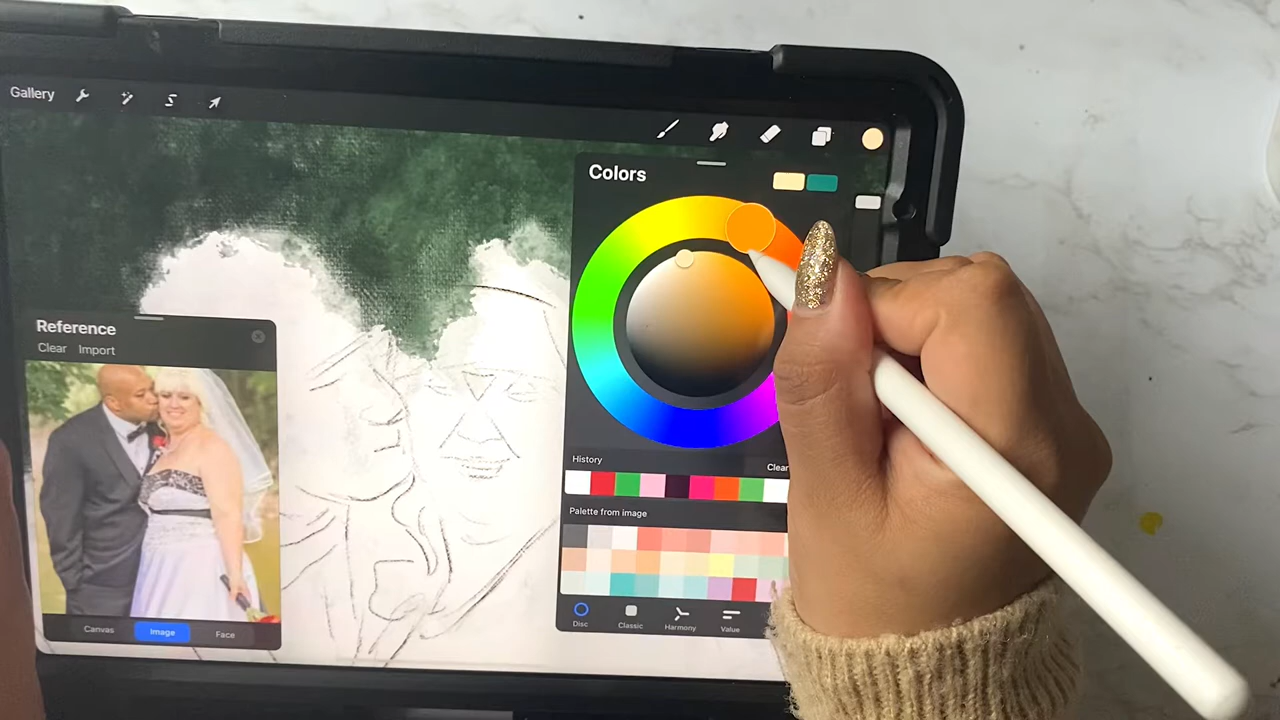 Gallery
Colors
Reference
Clear Import
History
Clear
Palette from image
Disc Classic Harmony Value
Canvas Image Face